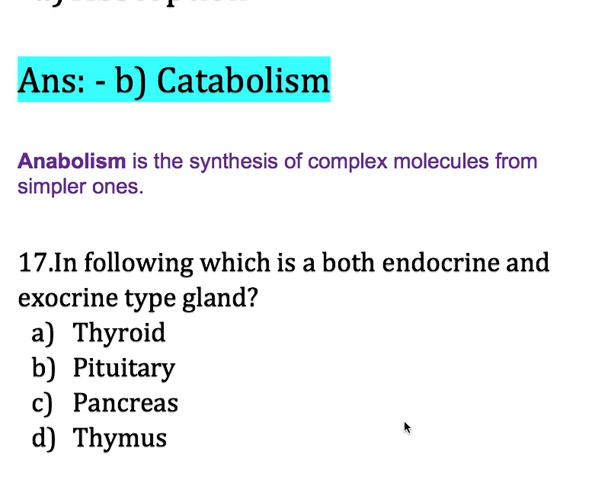 Ans: - b) Catabolism
Anabolism is the synthesis of complex molecules from
simpler ones.
17.In following which is a both endocrine and
exocrine type gland?
a) Thyroid
b) Pituitary
c) Pancreas
d) Thymus